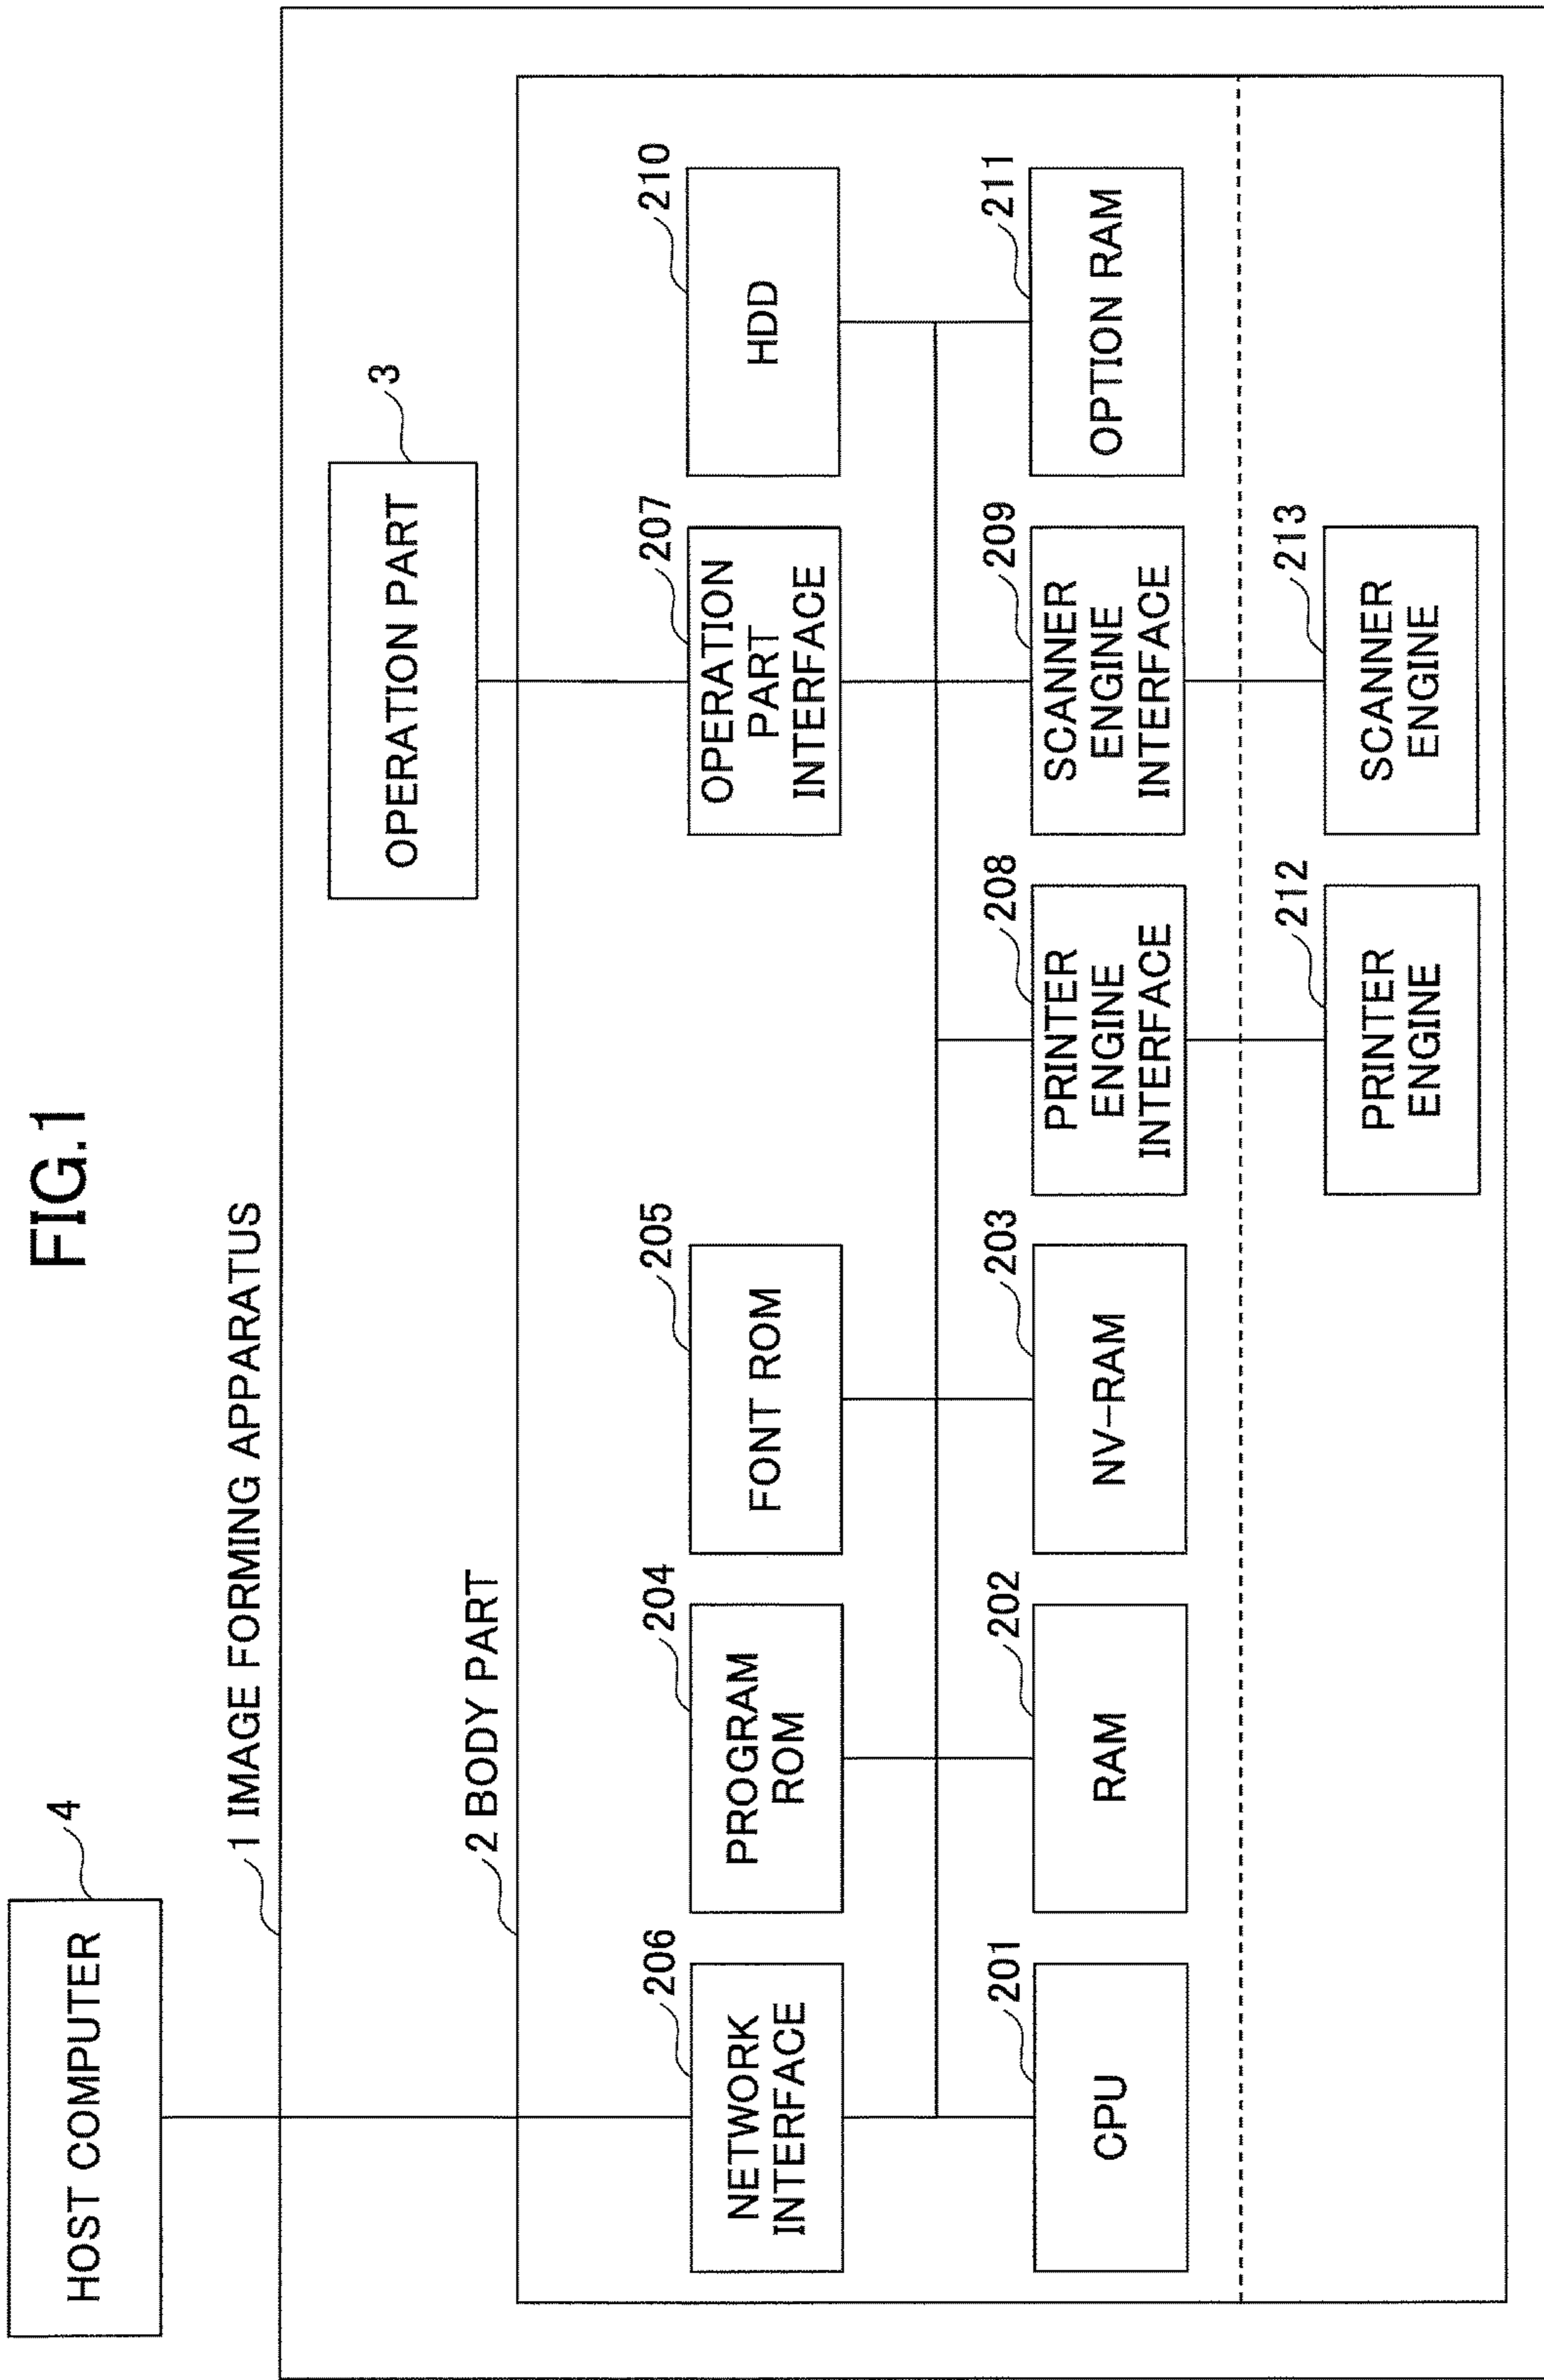 FIG.1
HOST COMPUTER
4
1 IMAGE FORMING APPARATUS
OPERATION PART
3
2 BODY PART
NETWORK
INTERFACE
206
PROGRAM
ROM
204
FONT ROM
205
OPERATION
PART
INTERFACE
207
HDD
210
CPU
201
RAM
202
NV-RAM
203
PRINTER
ENGINE
INTERFACE
208
SCANNER
ENGINE
INTERFACE
209
OPTION RAM
211
PRINTER
ENGINE
212
SCANNER
ENGINE
213